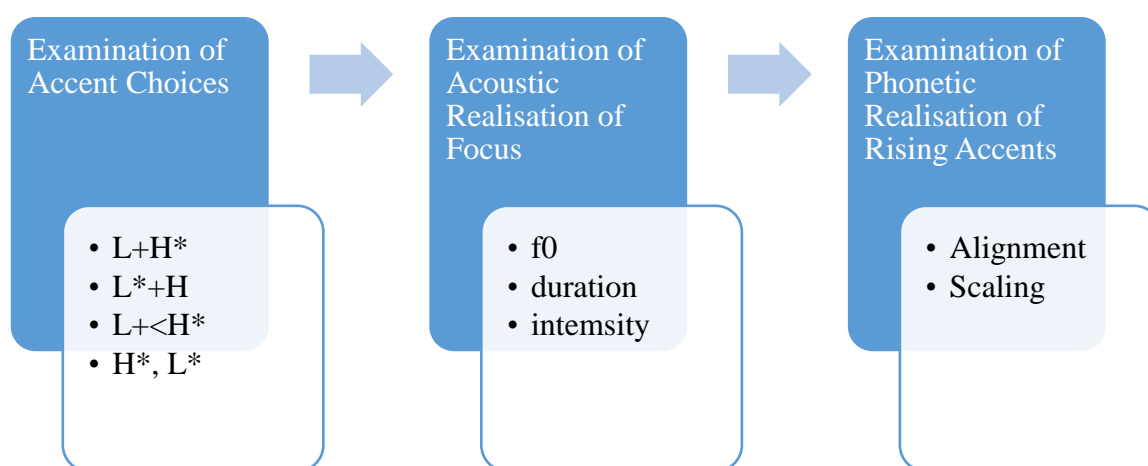 Examination of
Accent Choices
• L+H*
• L*+H
• L+<H*
• H*, L*
Examination of
Acoustic
Realisation of
Focus
• f0
• duration
• intemsity
Examination of
Phonetic
Realisation of
Rising Accents
• Alignment
• Scaling